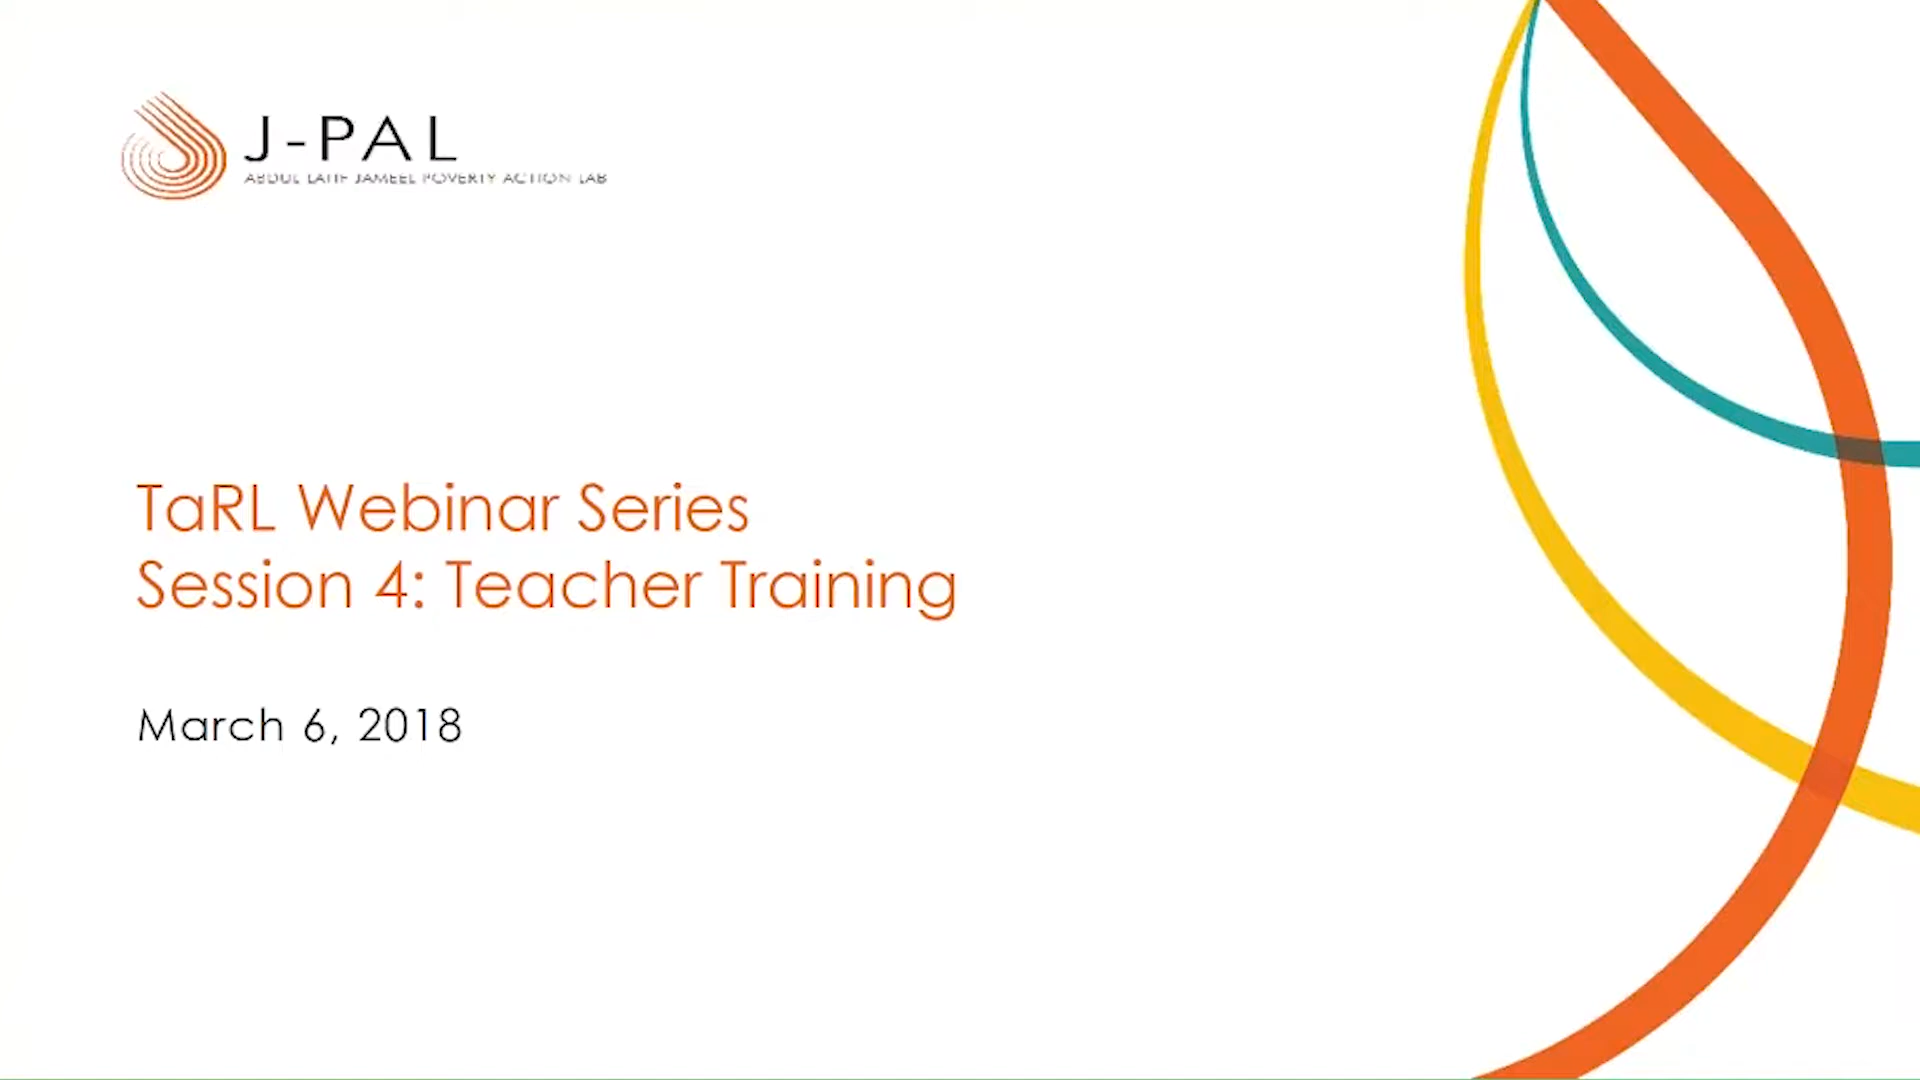 J-PAL
ABDUL LATIF JAMEEL POVERTY ACTION LAB
TaRL Webinar Series
Session 4: Teacher Training
March 6, 2018